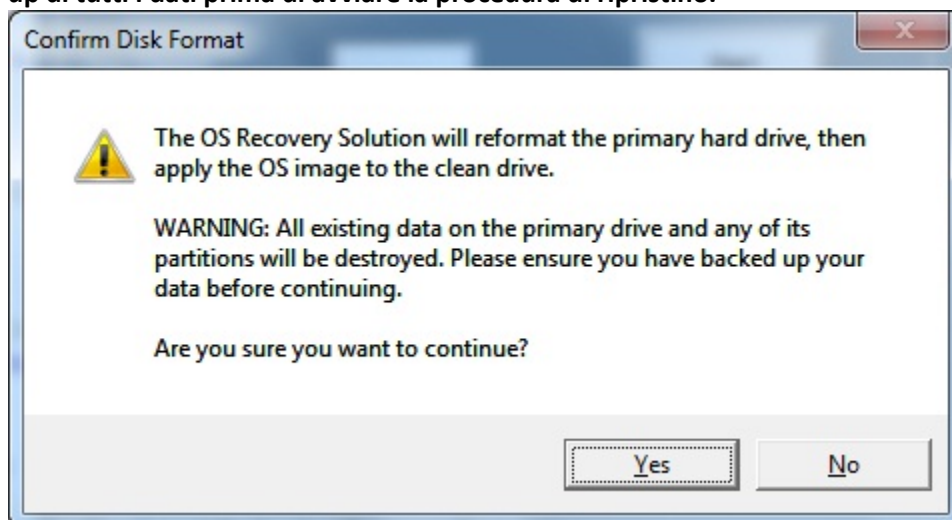 up di tutti i dati prima di avviare la procedura di ripristino.
Confirm Disk Format
The OS Recovery Solution will reformat the primary hard drive, then
apply the OS image to the clean drive.
WARNING: All existing data on the primary drive and any of its
partitions will be destroyed. Please ensure you have backed up your
data before continuing.
Are you sure you want to continue?
Yes
No